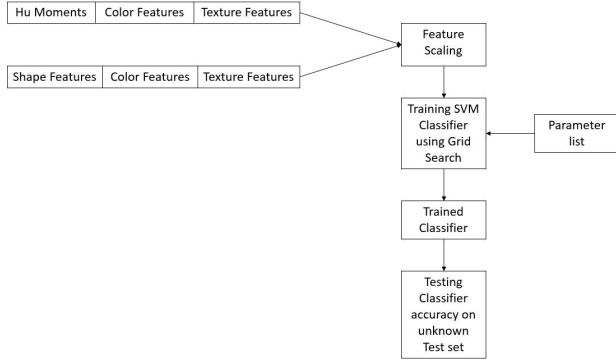 Hu Moments Color Features Texture Features
Shape Features Color Features Texture Features
Feature
Scaling
Training SVM
Classifier
using Grid
Search
Parameter
list
Trained
Classifier
Testing
Classifier
accuracy on
unknown
Test set